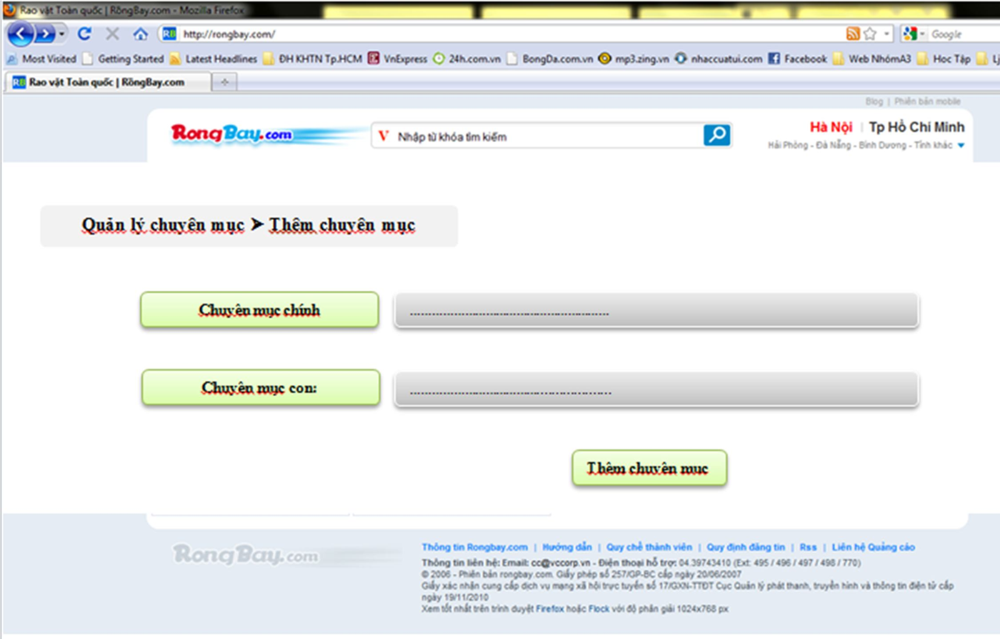 Rao vặt Toàn quốc | RồngBay.com - Mozilla Firefox
http://rongbay.com/
Google
Most Visited Getting Started Latest Headlines ĐH KHTN Tp.HCM VnExpress 24h.com.vn BongDa.com.vn mp3.zing.vn nhaccuatui.com Facebook Web NhómA3 Hoc Tập
RB Rao vặt Toàn quốc | RồngBay.com
Blog | Phiên bản mobile
RongBay.com
V Nhập từ khóa tìm kiếm
Hà Nội | Tp Hồ Chí Minh
Hải Phòng - Đà Nẵng - Bình Dương - Tỉnh khác
Quản lý chuyên mục ➤ Thêm chuyên mục
Chuyên mục chính
Chuyên mục con:
Thêm chuyên mục
RongBay.com
Thông tin Rongbay.com | Hướng dẫn | Quy chế thành viên | Quy định đăng tin | Rss | Liên hệ Quảng cáo
Thông tin liên hệ: Email: cc@vccorp.vn - Điện thoại hỗ trợ: 04.39743410 (Ext: 495 / 496 / 497 / 498 / 770)
© 2006 - Phiên bản rongbay.com. Giấy phép số 257/GP-BC cấp ngày 20/06/2007
Giấy xác nhận cung cấp dịch vụ mạng xã hội trực tuyến số 17/GXN-TTĐT Cục Quản lý phát thanh, truyền hình và thông tin điện tử cấp
ngày 19/11/2010
Xem tốt nhất trên trình duyệt Firefox hoặc Flock với độ phân giải 1024x768 px